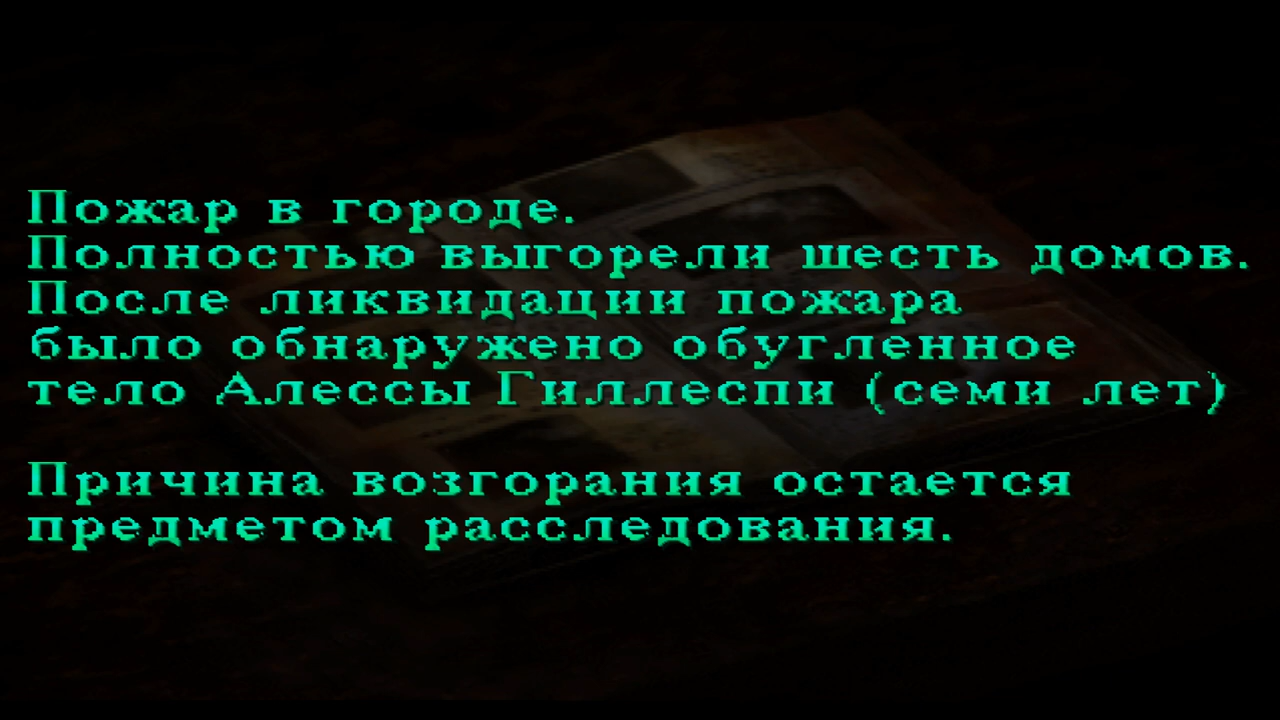 Пожар в городе.
Полностью выгорели шесть домов.
После ликвидации пожара
было обнаружено обугленное
тело Алессы Гиллеспи (семи лет)
Причина возгорания остается
предметом расследования.